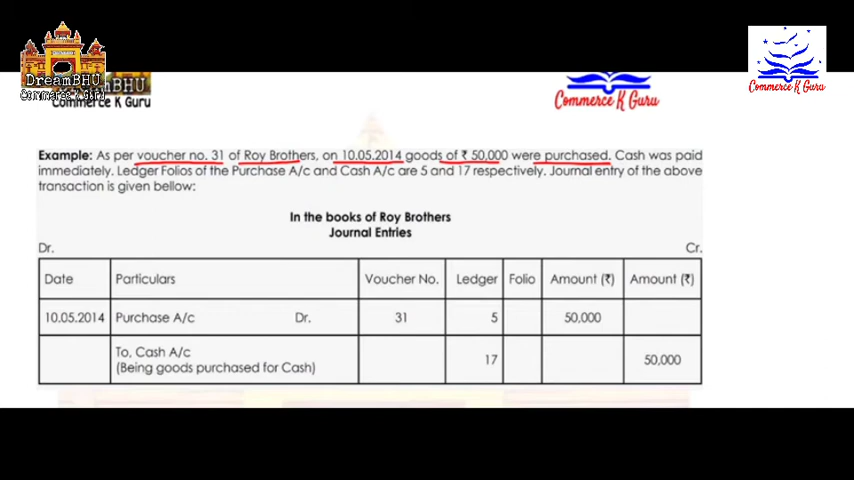 DreamBHU
Commerce K Guru
Commerce K Guru
Commerce K Guru
Commerce K Guru
Example: As per voucher no. 31 of Roy Brothers, on 10.05.2014 goods of ₹ 50,000 were purchased. Cash was paid
immediately. Ledger Folios of the Purchase A/c and Cash A/c are 5 and 17 respectively. Journal entry of the above
transaction is given bellow:
In the books of Roy Brothers
Journal Entries
Dr. Cr.
Date Particulars Voucher No. Ledger Folio Amount (₹) Amount (₹)
10.05.2014 Purchase A/c Dr. 31 5 50,000
To, Cash A/c 17 50,000
(Being goods purchased for Cash)